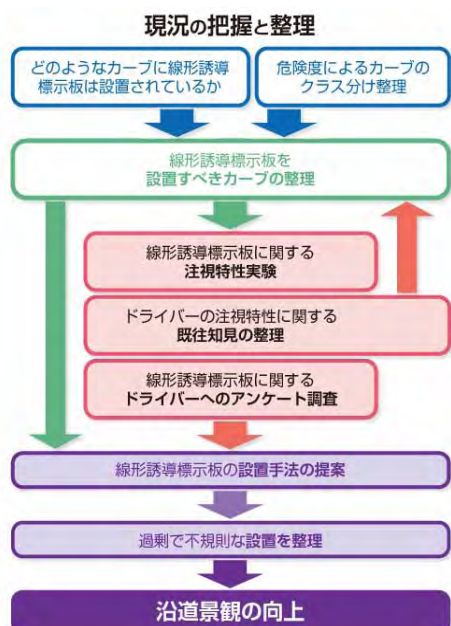 現況の把握と整理
どのようなカーブに線形誘導
標示板は設置されているか
危険度によるカーブの
クラス分け整理
線形誘導標示板を
設置すべきカーブの整理
線形誘導標示板に関する
注視特性実験
ドライバーの注視特性に関する
既往知見の整理
線形誘導標示板に関する
ドライバーへのアンケート調査
線形誘導標示板の設置手法の提案
過剰で不規則な設置を整理
沿道景観の向上